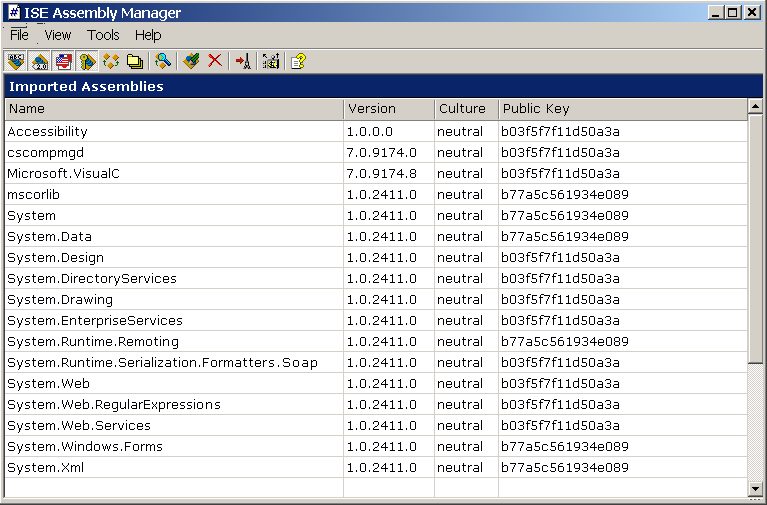 ISE Assembly Manager
File View Tools Help
Imported Assemblies
Name Version Culture Public Key
Accessibility 1.0.0.0 neutral b03f5f7f11d50a3a
cscompmgd 7.0.9174.0 neutral b03f5f7f11d50a3a
Microsoft.VisualC 7.0.9174.8 neutral b03f5f7f11d50a3a
mscorlib 1.0.2411.0 neutral b77a5c561934e089
System 1.0.2411.0 neutral b77a5c561934e089
System.Data 1.0.2411.0 neutral b77a5c561934e089
System.Design 1.0.2411.0 neutral b03f5f7f11d50a3a
System.DirectoryServices 1.0.2411.0 neutral b03f5f7f11d50a3a
System.Drawing 1.0.2411.0 neutral b03f5f7f11d50a3a
System.EnterpriseServices 1.0.2411.0 neutral b03f5f7f11d50a3a
System.Runtime.Remoting 1.0.2411.0 neutral b77a5c561934e089
System.Runtime.Serialization.Formatters.Soap 1.0.2411.0 neutral b03f5f7f11d50a3a
System.Web 1.0.2411.0 neutral b03f5f7f11d50a3a
System.Web.RegularExpressions 1.0.2411.0 neutral b03f5f7f11d50a3a
System.Web.Services 1.0.2411.0 neutral b03f5f7f11d50a3a
System.Windows.Forms 1.0.2411.0 neutral b77a5c561934e089
System.Xml 1.0.2411.0 neutral b77a5c561934e089